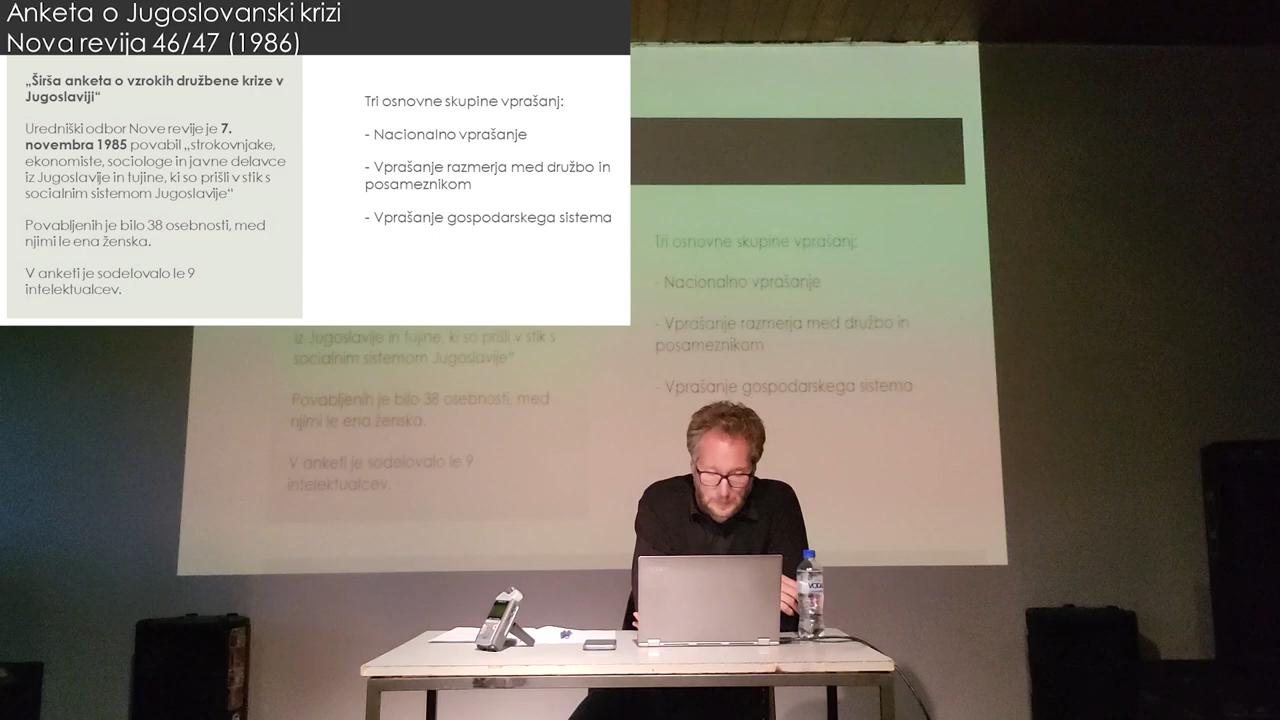 Anketa o Jugoslovanski krizi
Nova revija 46/47 (1986)
„Širša anketa o vzrokih družbene krize v
Jugoslaviji“
Uredniški odbor Nove revije je 7.
novembra 1985 povabil „strokovnjake,
ekonomiste, sociologe in javne delavce
iz Jugoslavije in tujine, ki so prišli v stik s
socialnim sistemom Jugoslavije“
Povabljenih je bilo 38 osebnosti, med
njimi le ena ženska.
V anketi je sodelovalo le 9
intelektualcev.
Tri osnovne skupine vprašanj:
- Nacionalno vprašanje
- Vprašanje razmerja med družbo in
posameznikom
- Vprašanje gospodarskega sistema
iz Jugoslavije in tujine, ki so prišli v stik s
socialnim sistemom Jugoslavije“
Povabljenih je bilo 38 osebnosti, med
njimi le ena ženska.
V anketi je sodelovalo le 9
intelektualcev.
Tri osnovne skupine vprašanj:
- Nacionalno vprašanje
- Vprašanje razmerja med družbo in
posameznikom
- Vprašanje gospodarskega sistema